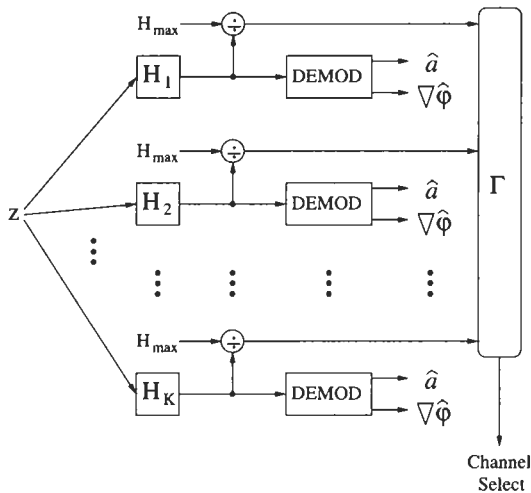 H_max ÷
H_1 DEMOD â
∇φ̂
H_max ÷
z H_2 DEMOD â
∇φ̂
Γ
H_max ÷
H_K DEMOD â
∇φ̂
Channel
Select